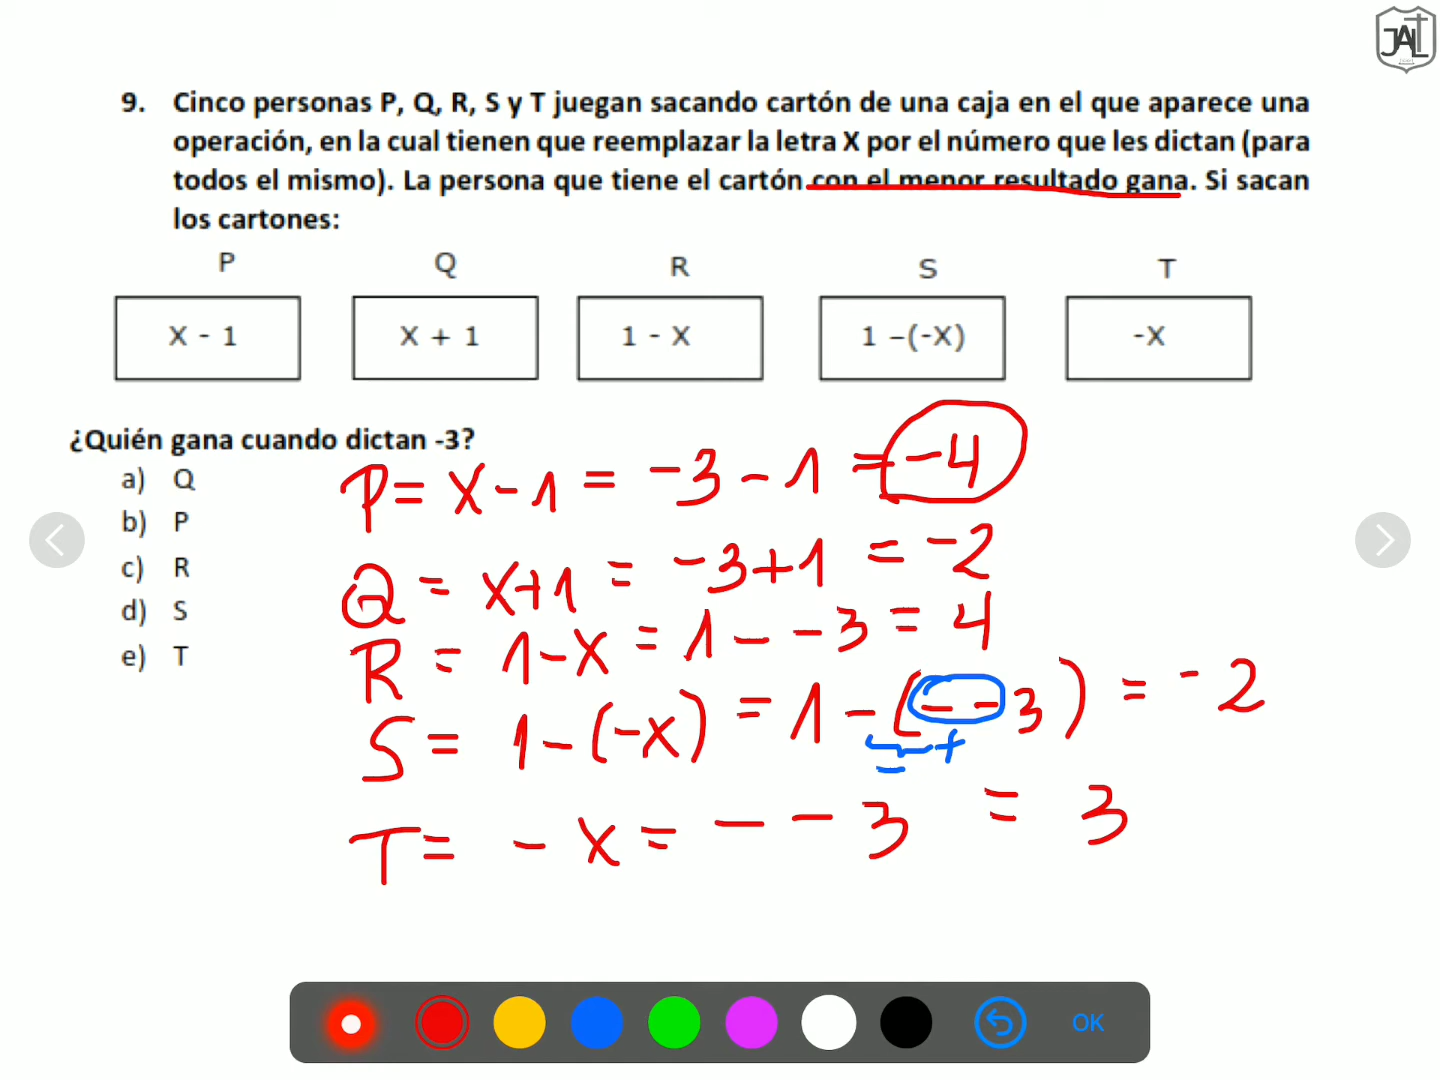 JALT
9. Cinco personas P, Q, R, S y T juegan sacando cartón de una caja en el que aparece una
operación, en la cual tienen que reemplazar la letra X por el número que les dictan (para
todos el mismo). La persona que tiene el cartón con el menor resultado gana. Si sacan
los cartones:
P Q R S T
X - 1 X + 1 1 - X 1 –(-X) -X
¿Quién gana cuando dictan -3?
a) Q
b) P
c) R
d) S
e) T
P = X - 1 = -3 - 1 = -4
Q = X+1 = -3+1 = -2
R = 1-X = 1 - - 3 = 4
S = 1-(-X) = 1 - (- - 3) = -2
- +
=
T = - X = - - 3 = 3
OK